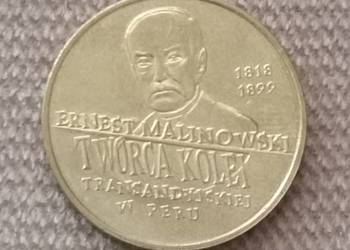 1818
1899
ERNEST MALINOWSKI
TWÓRCA KOLEI
TRANSANDYJSKIEJ
W PERU